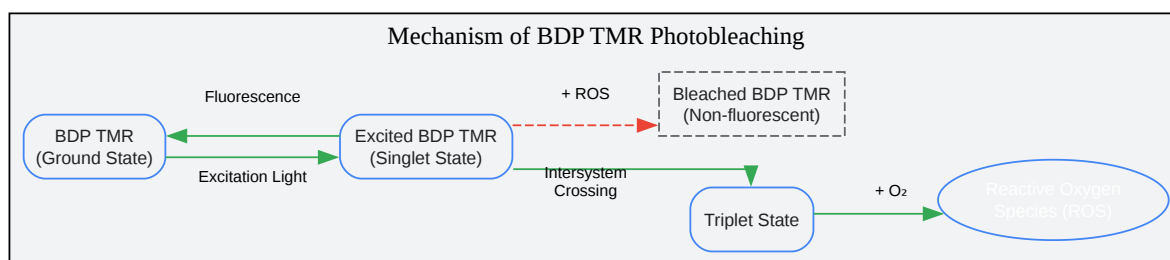 Mechanism of BDP TMR Photobleaching
Fluorescence
+ ROS
Bleached BDP TMR
(Non-fluorescent)
BDP TMR
(Ground State)
Excited BDP TMR
(Singlet State)
Excitation Light
Intersystem
Crossing
Triplet State
+ O₂
Reactive Oxygen
Species (ROS)